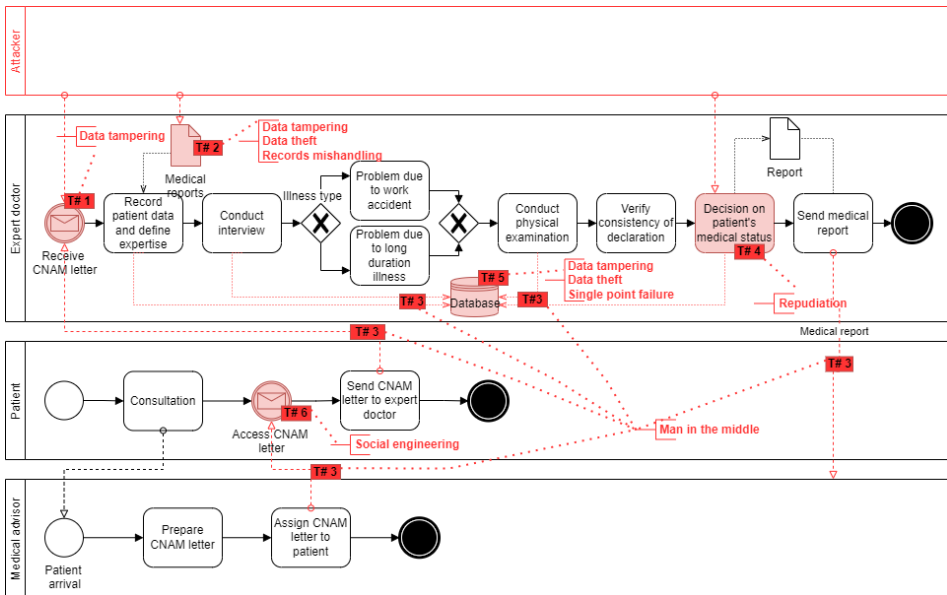 Attacker
Expert doctor
Data tampering
T# 1
Receive
CNAM letter
Medical
reports
T# 2
Data tampering
Data theft
Records mishandling
Record
patient data
and define
expertise
Conduct
interview
Illness type
Problem due to
work
accident
Problem due to
long
duration
illness
Conduct
physical
examination
Verify
consistency of
declaration
Decision on
patient's
medical status
T# 4
Repudiation
Report
Send medical
report
Database
T# 5
Data tampering
Data theft
Single point failure
T# 3
T#3
Medical report
T# 3
Patient
Consultation
Access CNAM
letter
T# 6
Social engineering
T# 3
Send CNAM
letter to expert
doctor
Man in the middle
T# 3
Medical advisor
Patient
arrival
Prepare
CNAM letter
Assign CNAM
letter to
patient